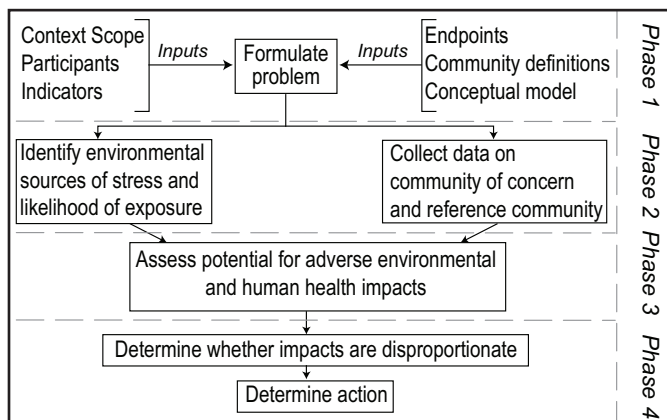 Context Scope
Participants
Indicators
Inputs
Formulate
problem
Inputs
Endpoints
Community definitions
Conceptual model
Phase 1
Identify environmental
sources of stress and
likelihood of exposure
Collect data on
community of concern
and reference community
Phase 2
Assess potential for adverse environmental
and human health impacts
Phase 3
Determine whether impacts are disproportionate
Determine action
Phase 4